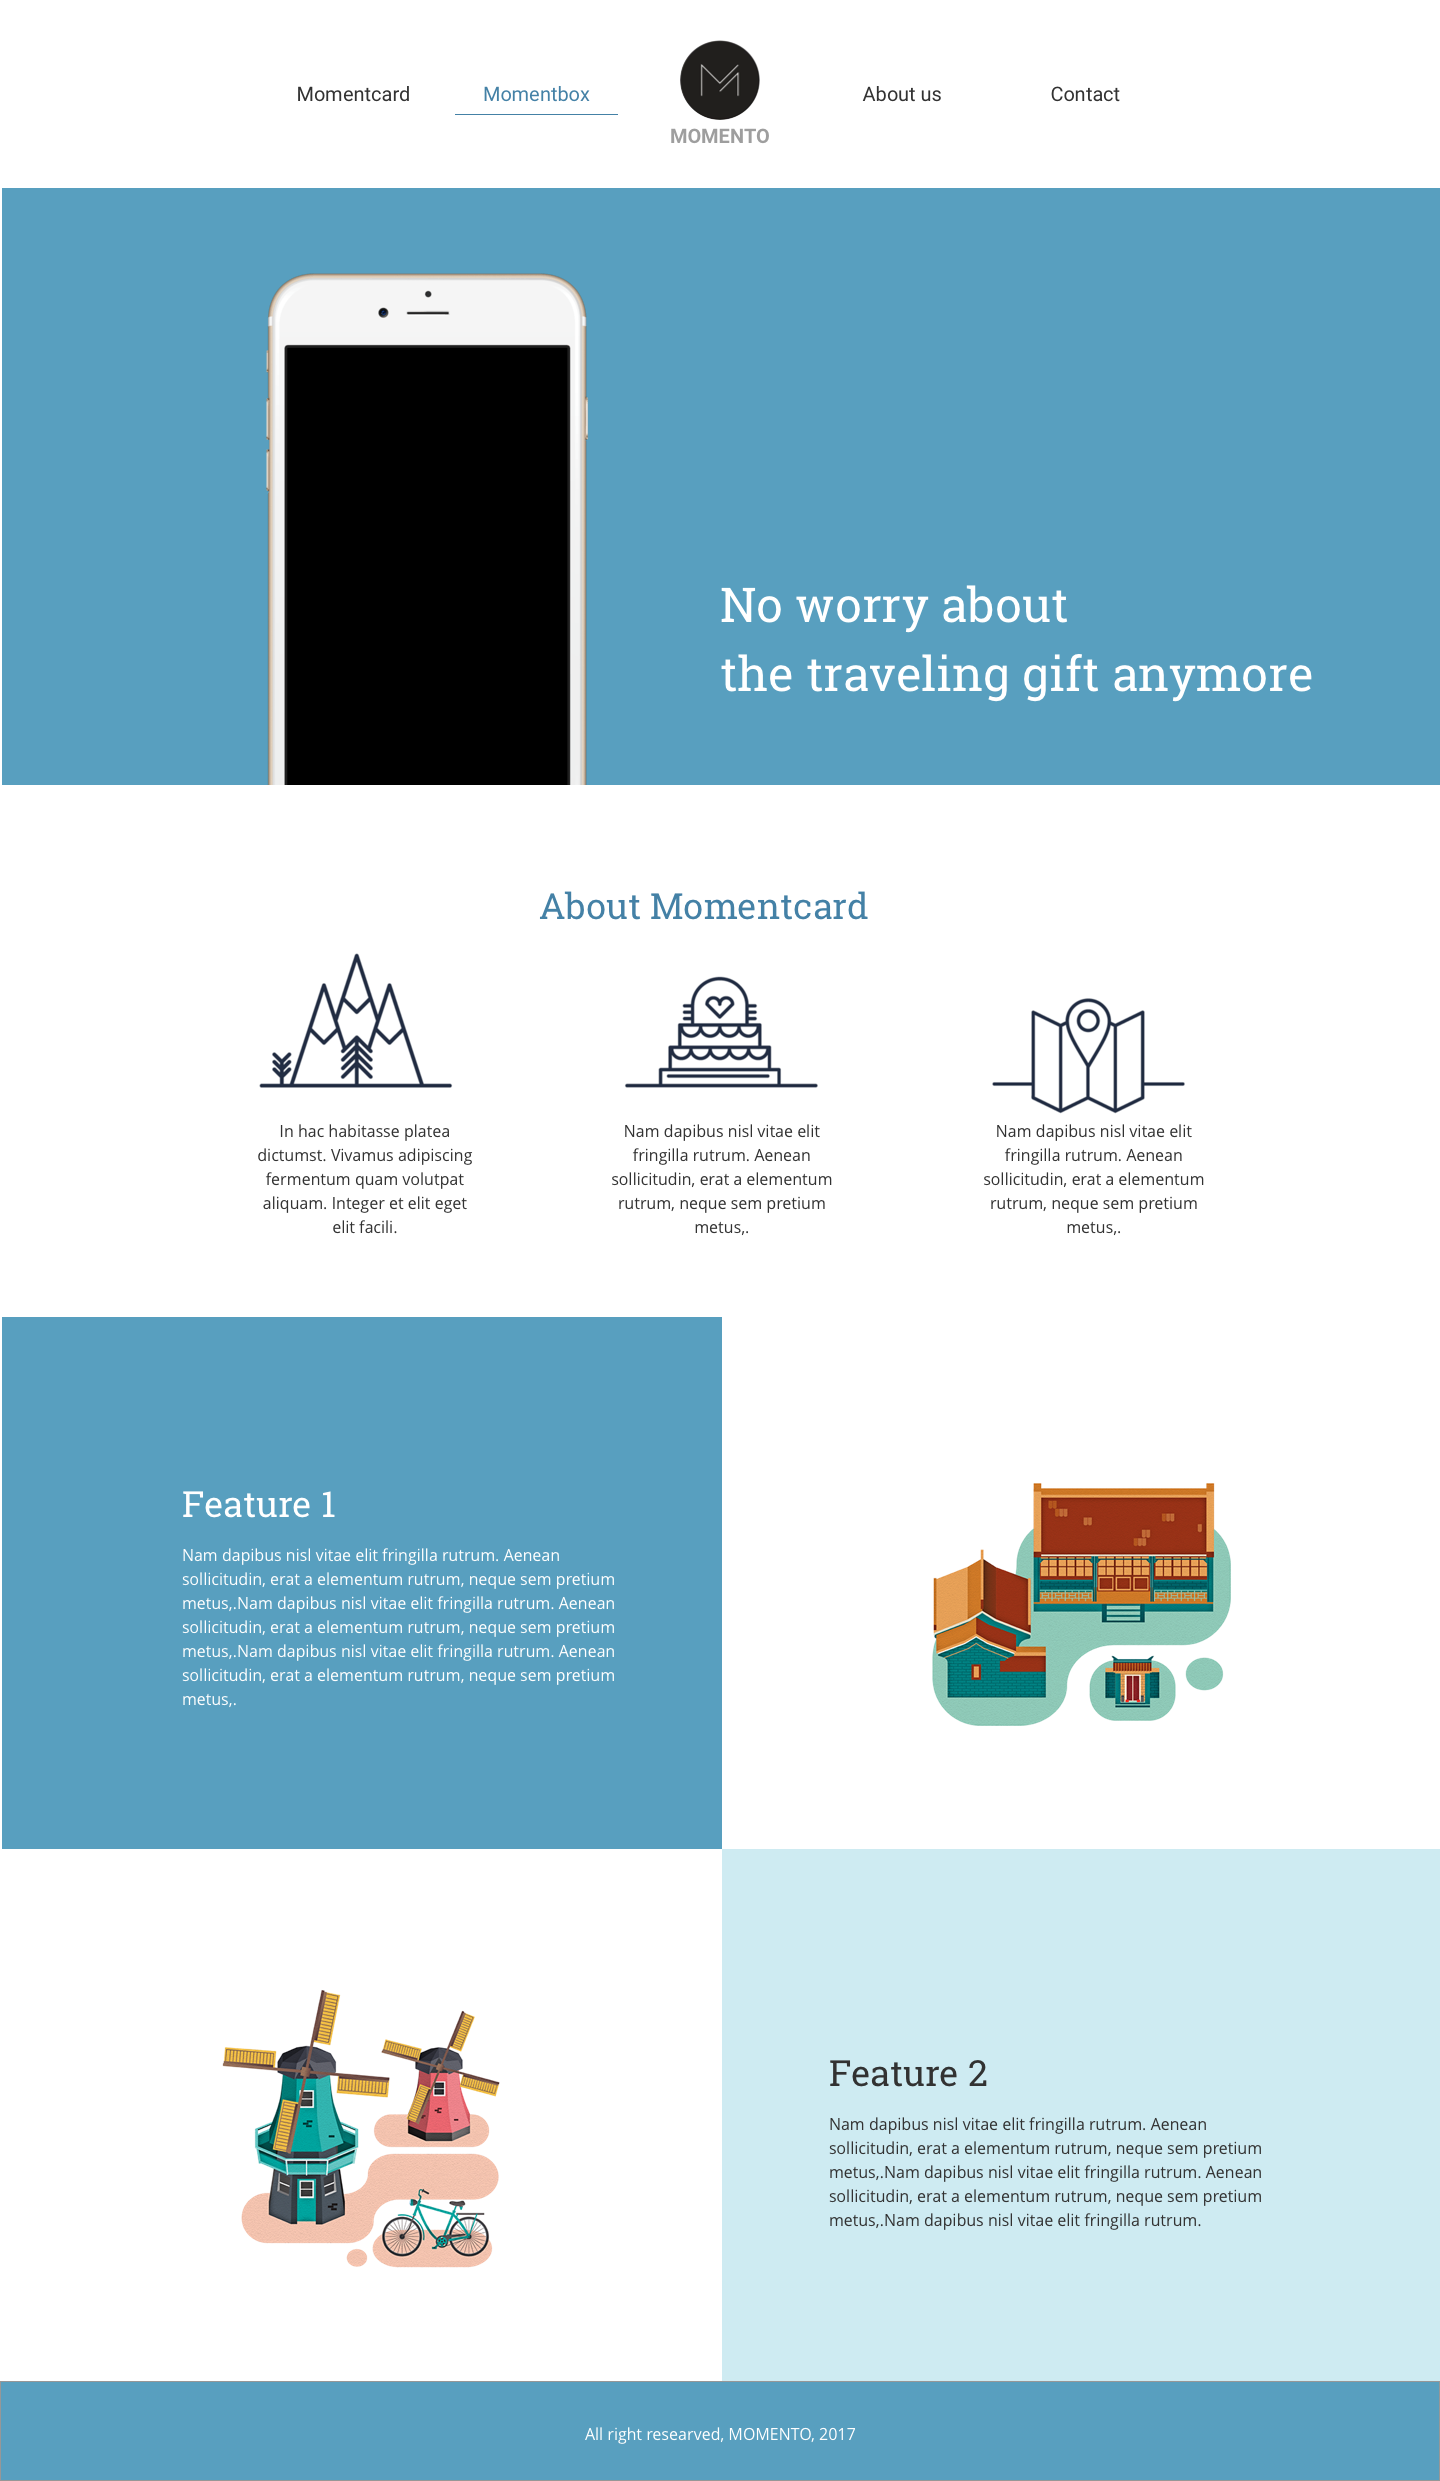 Momentcard
Momentbox
MOMENTO
About us
Contact
No worry about
the traveling gift anymore
About Momentcard
In hac habitasse platea
dictumst. Vivamus adipiscing
fermentum quam volutpat
aliquam. Integer et elit eget
elit facili.
Nam dapibus nisl vitae elit
fringilla rutrum. Aenean
sollicitudin, erat a elementum
rutrum, neque sem pretium
metus,.
Nam dapibus nisl vitae elit
fringilla rutrum. Aenean
sollicitudin, erat a elementum
rutrum, neque sem pretium
metus,.
Feature 1
Nam dapibus nisl vitae elit fringilla rutrum. Aenean
sollicitudin, erat a elementum rutrum, neque sem pretium
metus,.Nam dapibus nisl vitae elit fringilla rutrum. Aenean
sollicitudin, erat a elementum rutrum, neque sem pretium
metus,.Nam dapibus nisl vitae elit fringilla rutrum. Aenean
sollicitudin, erat a elementum rutrum, neque sem pretium
metus,.
Feature 2
Nam dapibus nisl vitae elit fringilla rutrum. Aenean
sollicitudin, erat a elementum rutrum, neque sem pretium
metus,.Nam dapibus nisl vitae elit fringilla rutrum. Aenean
sollicitudin, erat a elementum rutrum, neque sem pretium
metus,.Nam dapibus nisl vitae elit fringilla rutrum.
All right researved, MOMENTO, 2017